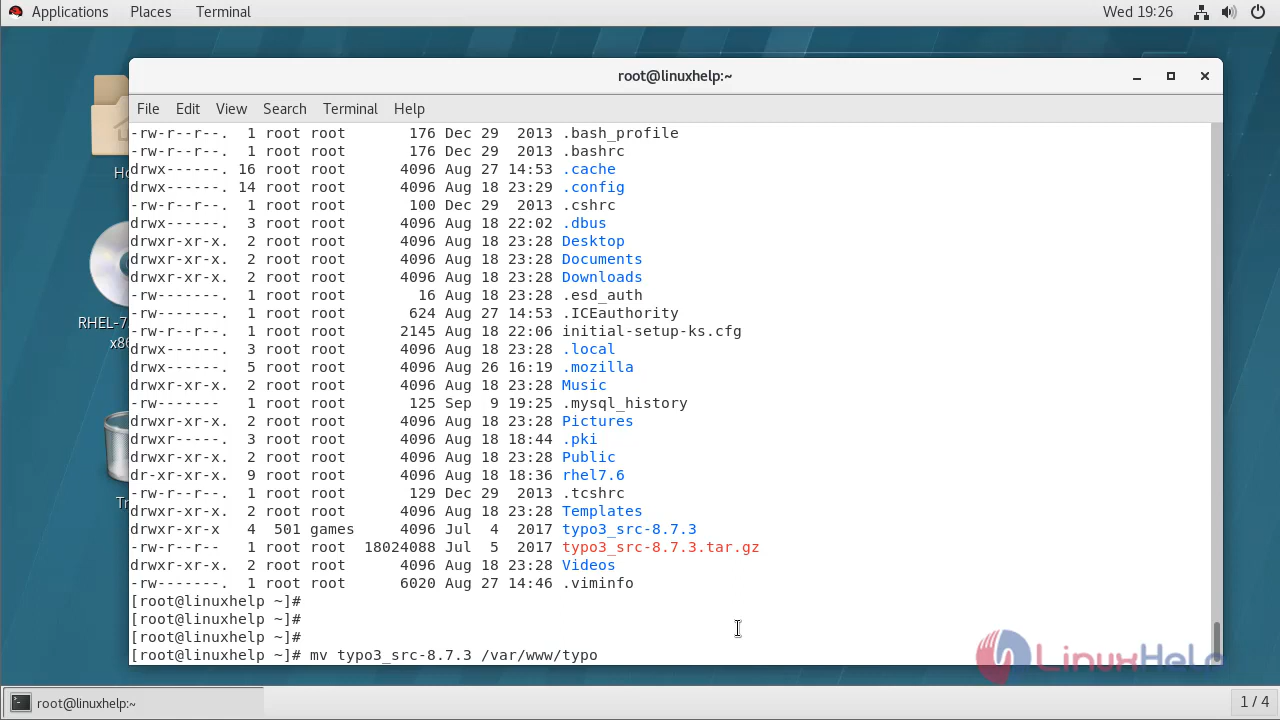 Applications Places Terminal Wed 19:26
root@linuxhelp:~
File Edit View Search Terminal Help
-rw-r--r--. 1 root root 176 Dec 29 2013 .bash_profile
-rw-r--r--. 1 root root 176 Dec 29 2013 .bashrc
drwx------. 16 root root 4096 Aug 27 14:53 .cache
drwx------. 14 root root 4096 Aug 18 23:29 .config
-rw-r--r--. 1 root root 100 Dec 29 2013 .cshrc
drwx------. 3 root root 4096 Aug 18 22:02 .dbus
drwxr-xr-x. 2 root root 4096 Aug 18 23:28 Desktop
drwxr-xr-x. 2 root root 4096 Aug 18 23:28 Documents
drwxr-xr-x. 2 root root 4096 Aug 18 23:28 Downloads
-rw-------. 1 root root 16 Aug 18 23:28 .esd_auth
-rw-------. 1 root root 624 Aug 27 14:53 .ICEauthority
-rw-r--r--. 1 root root 2145 Aug 18 22:06 initial-setup-ks.cfg
drwx------. 3 root root 4096 Aug 18 23:28 .local
drwx------. 5 root root 4096 Aug 26 16:19 .mozilla
drwxr-xr-x. 2 root root 4096 Aug 18 23:28 Music
-rw------- 1 root root 125 Sep 9 19:25 .mysql_history
drwxr-xr-x. 2 root root 4096 Aug 18 23:28 Pictures
drwxr-----. 3 root root 4096 Aug 18 18:44 .pki
drwxr-xr-x. 2 root root 4096 Aug 18 23:28 Public
dr-xr-xr-x. 9 root root 4096 Aug 18 18:36 rhel7.6
-rw-r--r--. 1 root root 129 Dec 29 2013 .tcshrc
drwxr-xr-x. 2 root root 4096 Aug 18 23:28 Templates
drwxr-xr-x 4 501 games 4096 Jul 4 2017 typo3_src-8.7.3
-rw-r--r-- 1 root root 18024088 Jul 5 2017 typo3_src-8.7.3.tar.gz
drwxr-xr-x. 2 root root 4096 Aug 18 23:28 Videos
-rw-------. 1 root root 6020 Aug 27 14:46 .viminfo
[root@linuxhelp ~]#
[root@linuxhelp ~]#
[root@linuxhelp ~]#
[root@linuxhelp ~]# mv typo3_src-8.7.3 /var/www/typo
Ho
RHEL-7.
x86
Tr
LinuxHelp
root@linuxhelp:~ 1 / 4